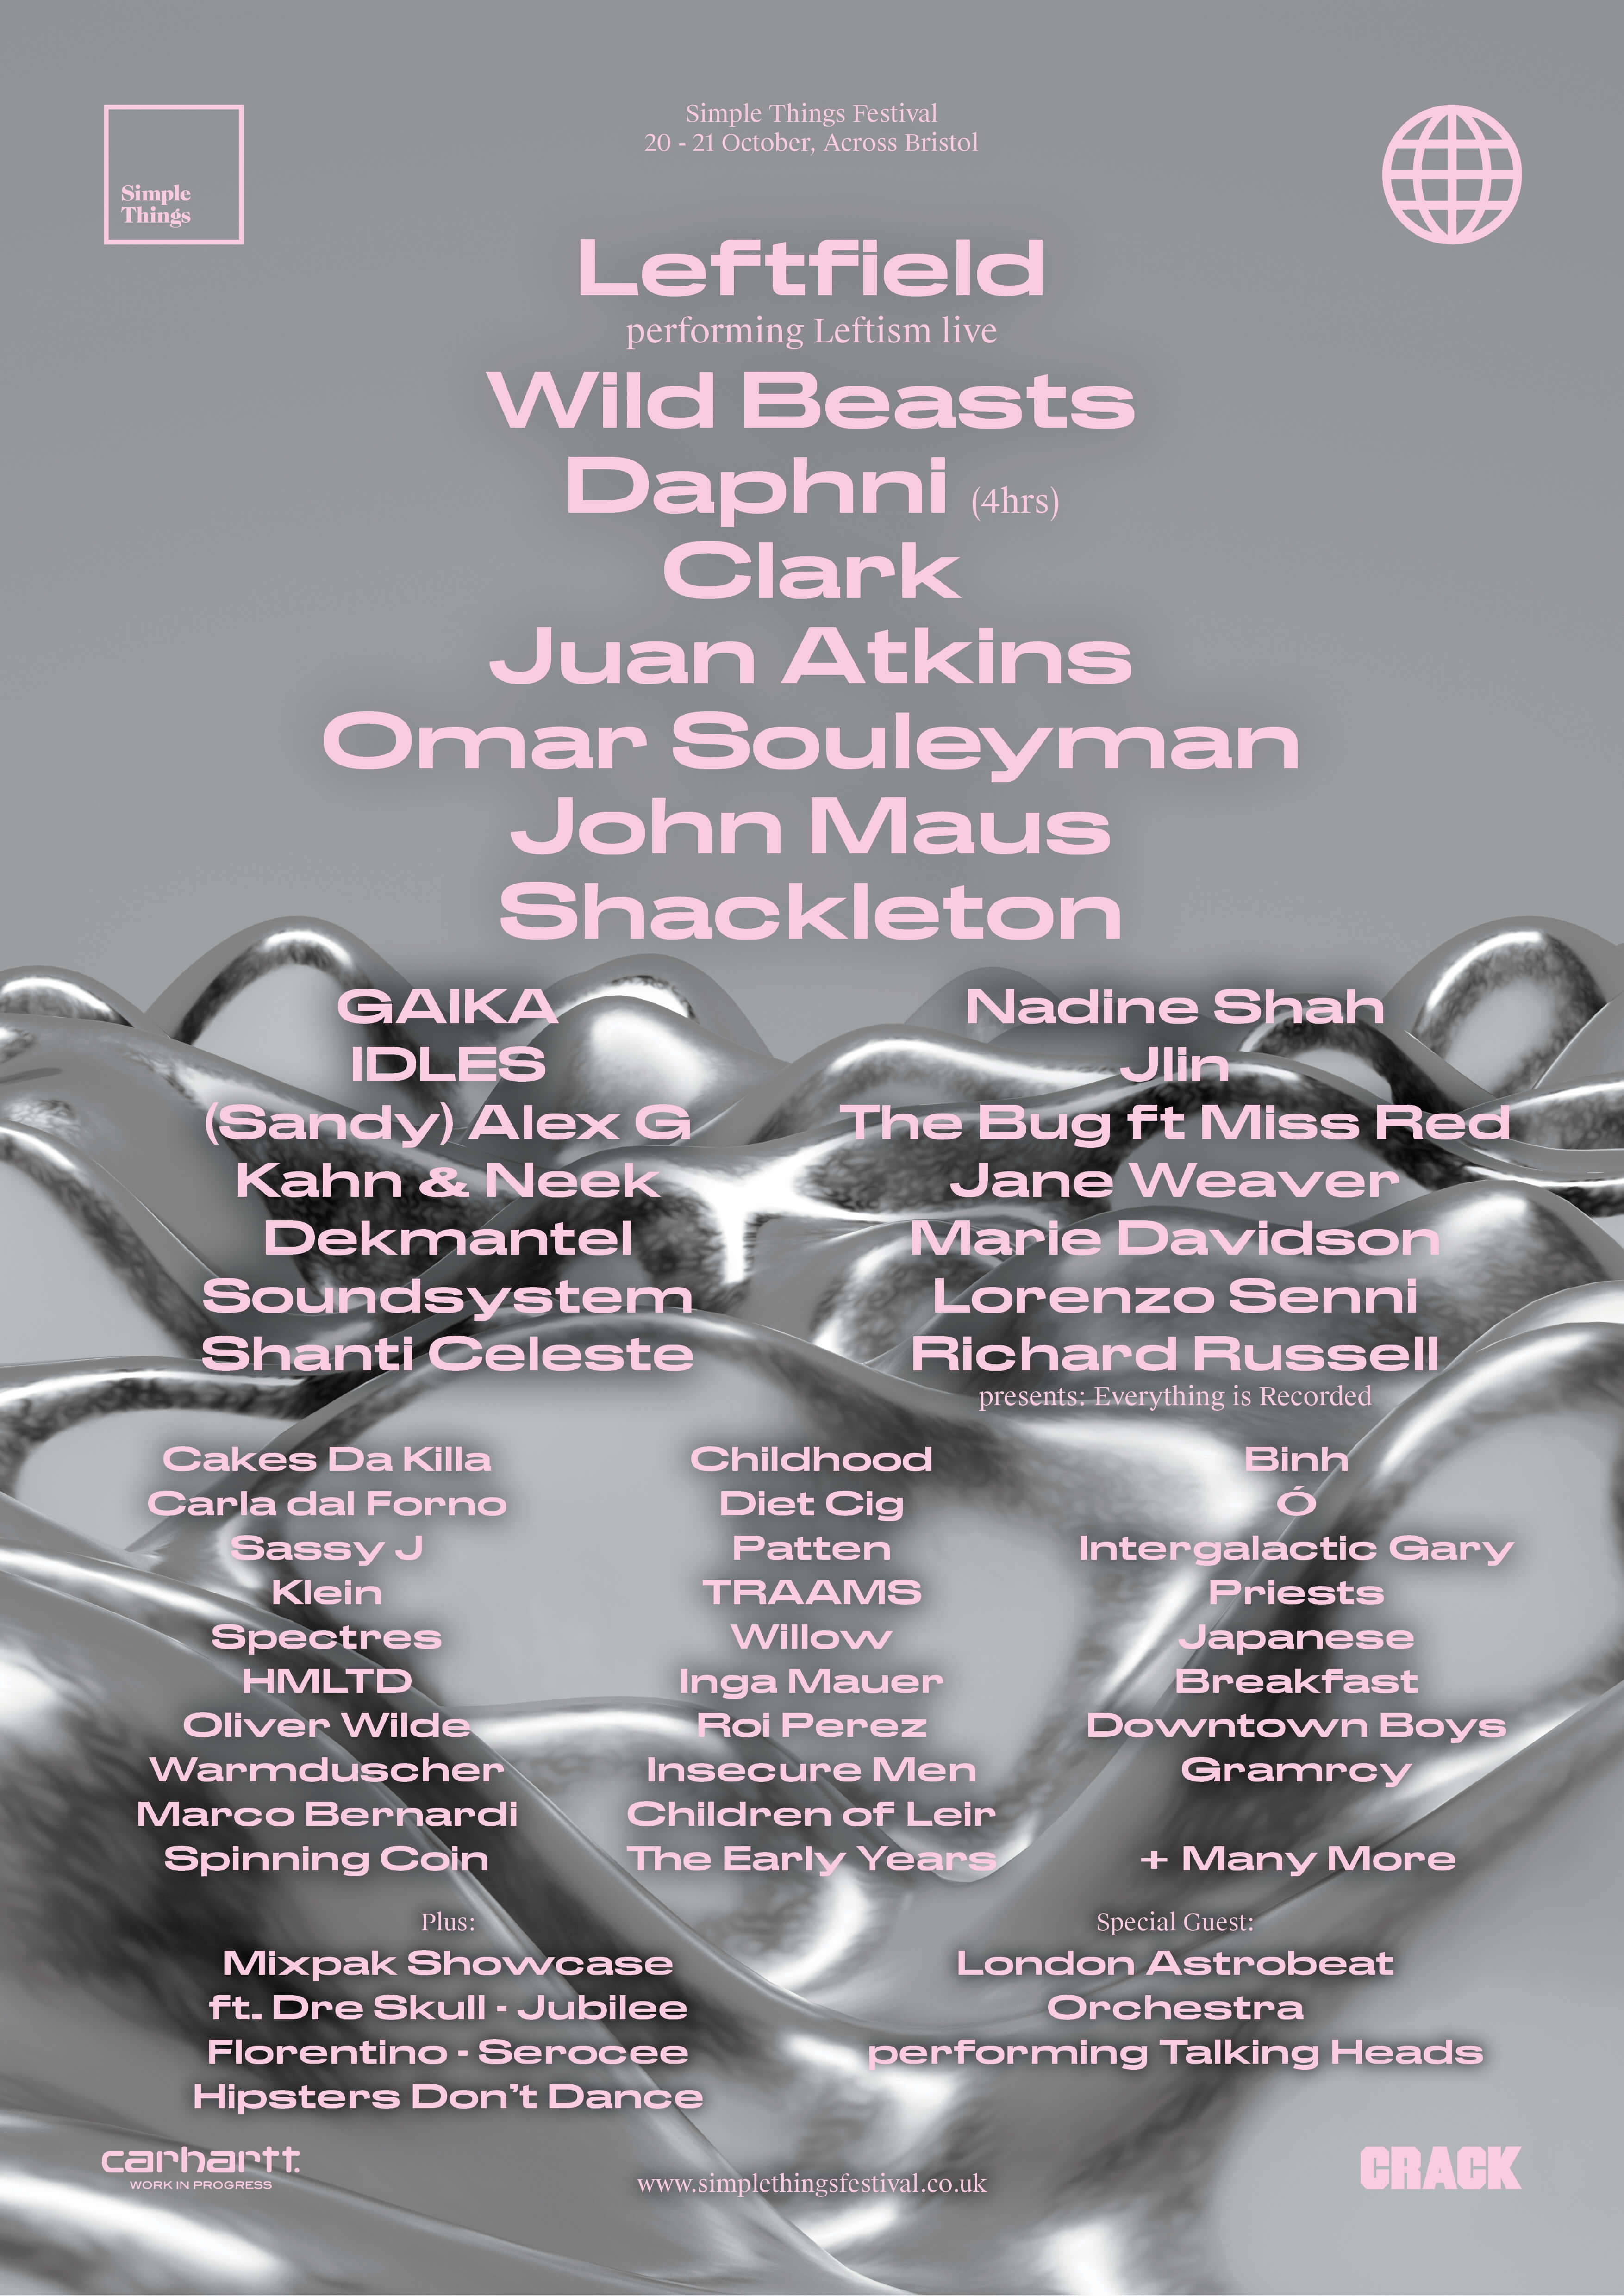 Simple Things Festival
20 - 21 October, Across Bristol
Simple
Things
Leftfield
performing Leftism live
Wild Beasts
Daphni (4hrs)
Clark
Juan Atkins
Omar Souleyman
John Maus
Shackleton
GAIKA
IDLES
(Sandy) Alex G
Kahn & Neek
Dekmantel
Soundsystem
Shanti Celeste
Nadine Shah
Jlin
The Bug ft Miss Red
Jane Weaver
Marie Davidson
Lorenzo Senni
Richard Russell
presents: Everything is Recorded
Cakes Da Killa
Carla dal Forno
Sassy J
Klein
Spectres
HMLTD
Oliver Wilde
Warmduscher
Marco Bernardi
Spinning Coin
Childhood
Diet Cig
Patten
TRAAMS
Willow
Inga Mauer
Roi Perez
Insecure Men
Children of Leir
The Early Years
Binh
Ó
Intergalactic Gary
Priests
Japanese
Breakfast
Downtown Boys
Gramrcy
+ Many More
Plus:
Mixpak Showcase
ft. Dre Skull - Jubilee
Florentino - Serocee
Hipsters Don’t Dance
Special Guest:
London Astrobeat
Orchestra
performing Talking Heads
carhartt.
WORK IN PROGRESS
www.simplethingsfestival.co.uk
CRACK